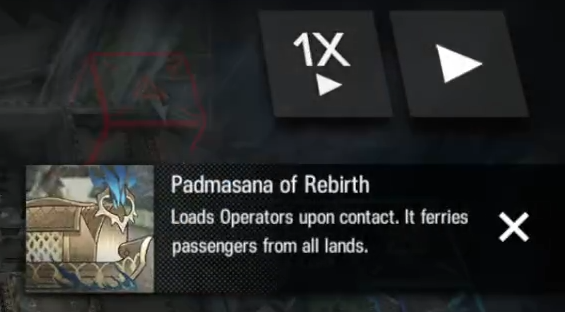 1X
Padmasana of Rebirth
Loads Operators upon contact. It ferries
passengers from all lands.